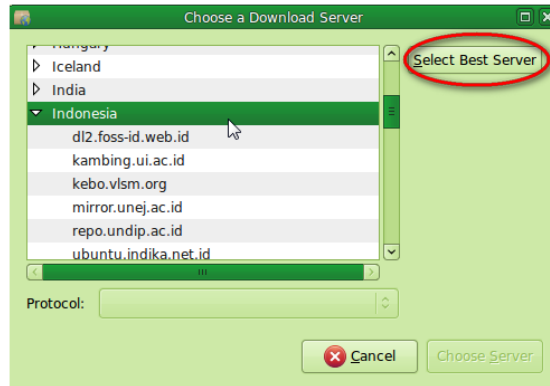 Choose a Download Server
Hungary
Iceland
India
Indonesia
dl2.foss-id.web.id
kambing.ui.ac.id
kebo.vlsm.org
mirror.unej.ac.id
repo.undip.ac.id
ubuntu.indika.net.id
Select Best Server
Protocol:
Cancel
Choose Server